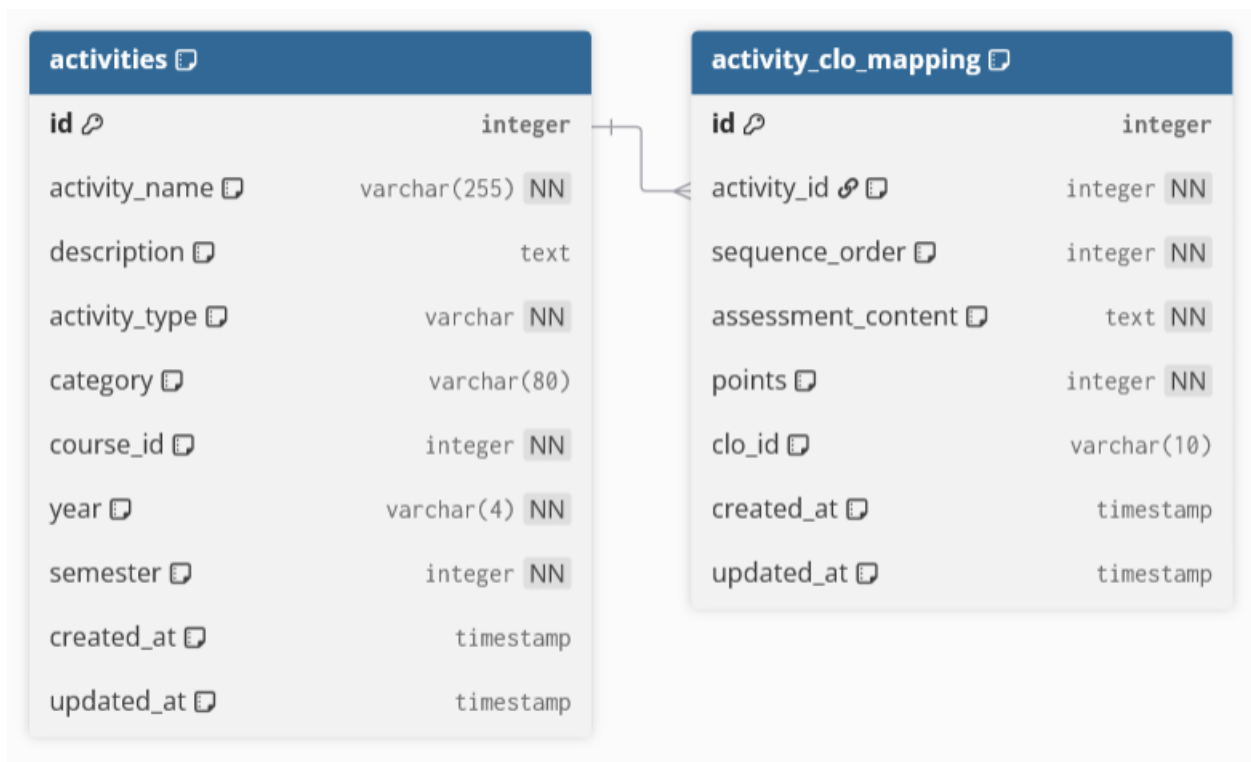 activities
id integer
activity_name varchar(255) NN
description text
activity_type varchar NN
category varchar(80)
course_id integer NN
year varchar(4) NN
semester integer NN
created_at timestamp
updated_at timestamp
activity_clo_mapping
id integer
activity_id integer NN
sequence_order integer NN
assessment_content text NN
points integer NN
clo_id varchar(10)
created_at timestamp
updated_at timestamp